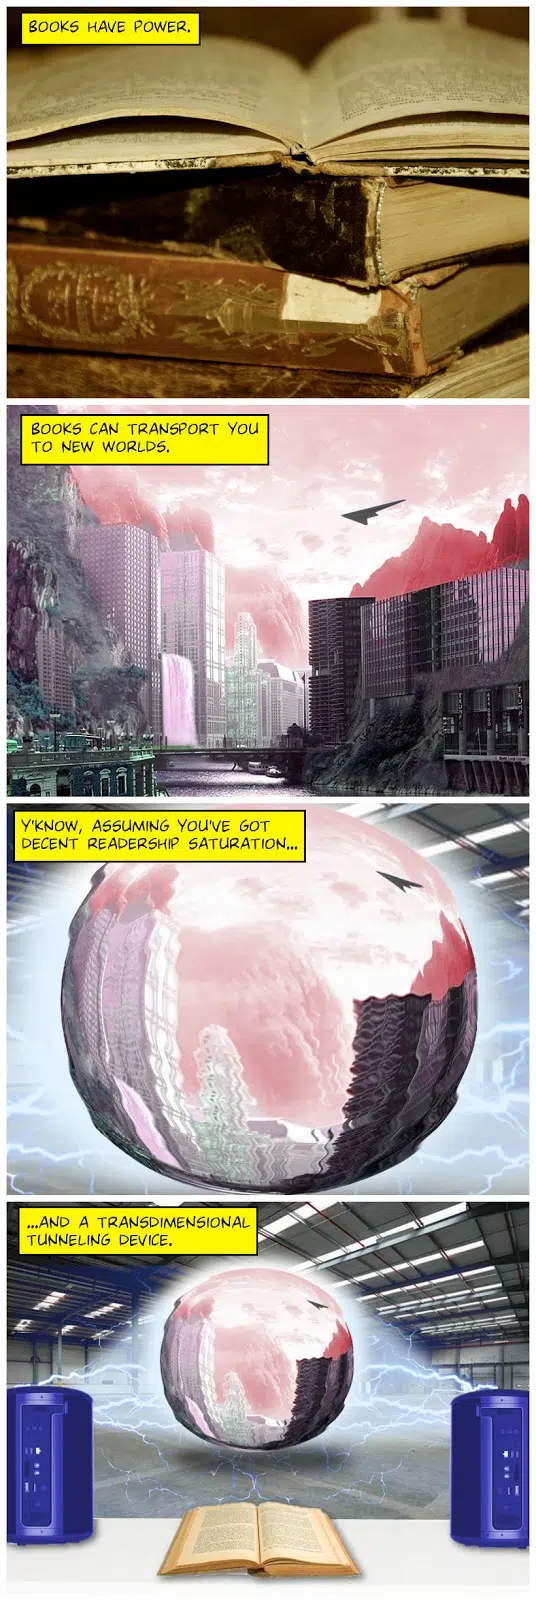 BOOKS HAVE POWER.
BOOKS CAN TRANSPORT YOU
TO NEW WORLDS.
TRUMP
Y'KNOW, ASSUMING YOU'VE GOT
DECENT READERSHIP SATURATION...
...AND A TRANSDIMENSIONAL
TUNNELING DEVICE.